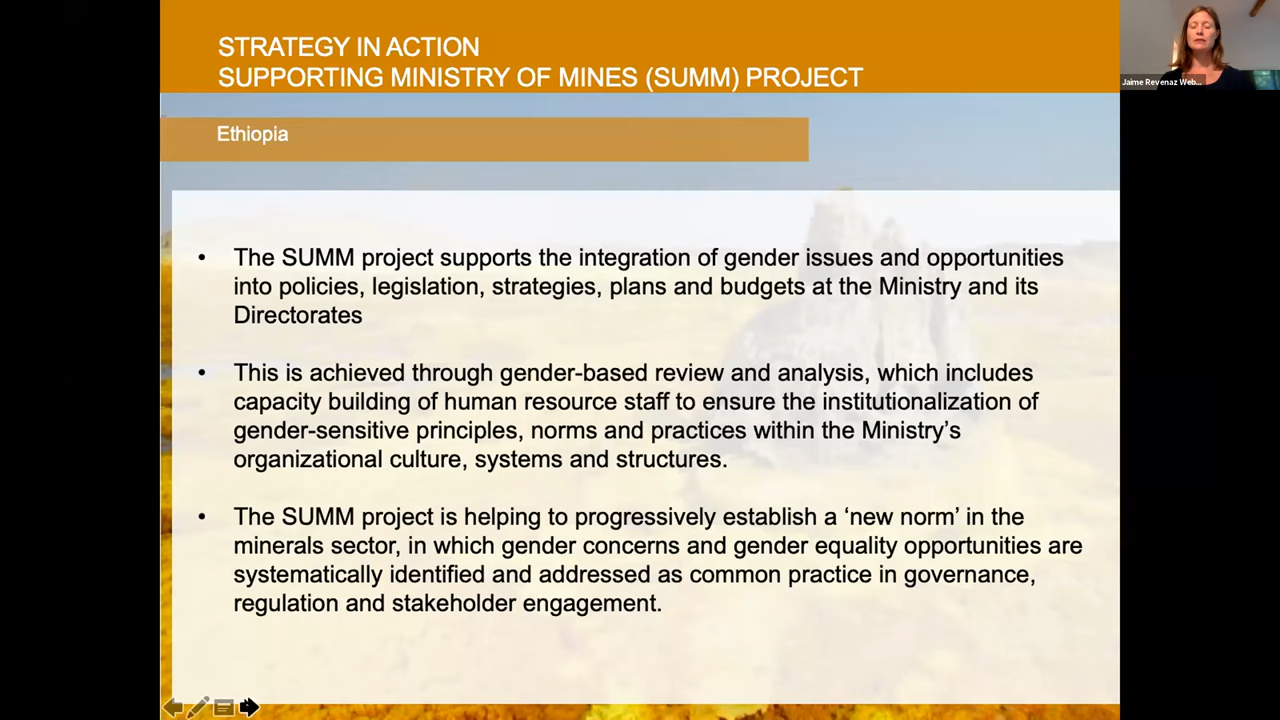 STRATEGY IN ACTION
SUPPORTING MINISTRY OF MINES (SUMM) PROJECT
Jaime Revenaz Web...
Ethiopia
• The SUMM project supports the integration of gender issues and opportunities
into policies, legislation, strategies, plans and budgets at the Ministry and its
Directorates
• This is achieved through gender-based review and analysis, which includes
capacity building of human resource staff to ensure the institutionalization of
gender-sensitive principles, norms and practices within the Ministry’s
organizational culture, systems and structures.
• The SUMM project is helping to progressively establish a ‘new norm’ in the
minerals sector, in which gender concerns and gender equality opportunities are
systematically identified and addressed as common practice in governance,
regulation and stakeholder engagement.